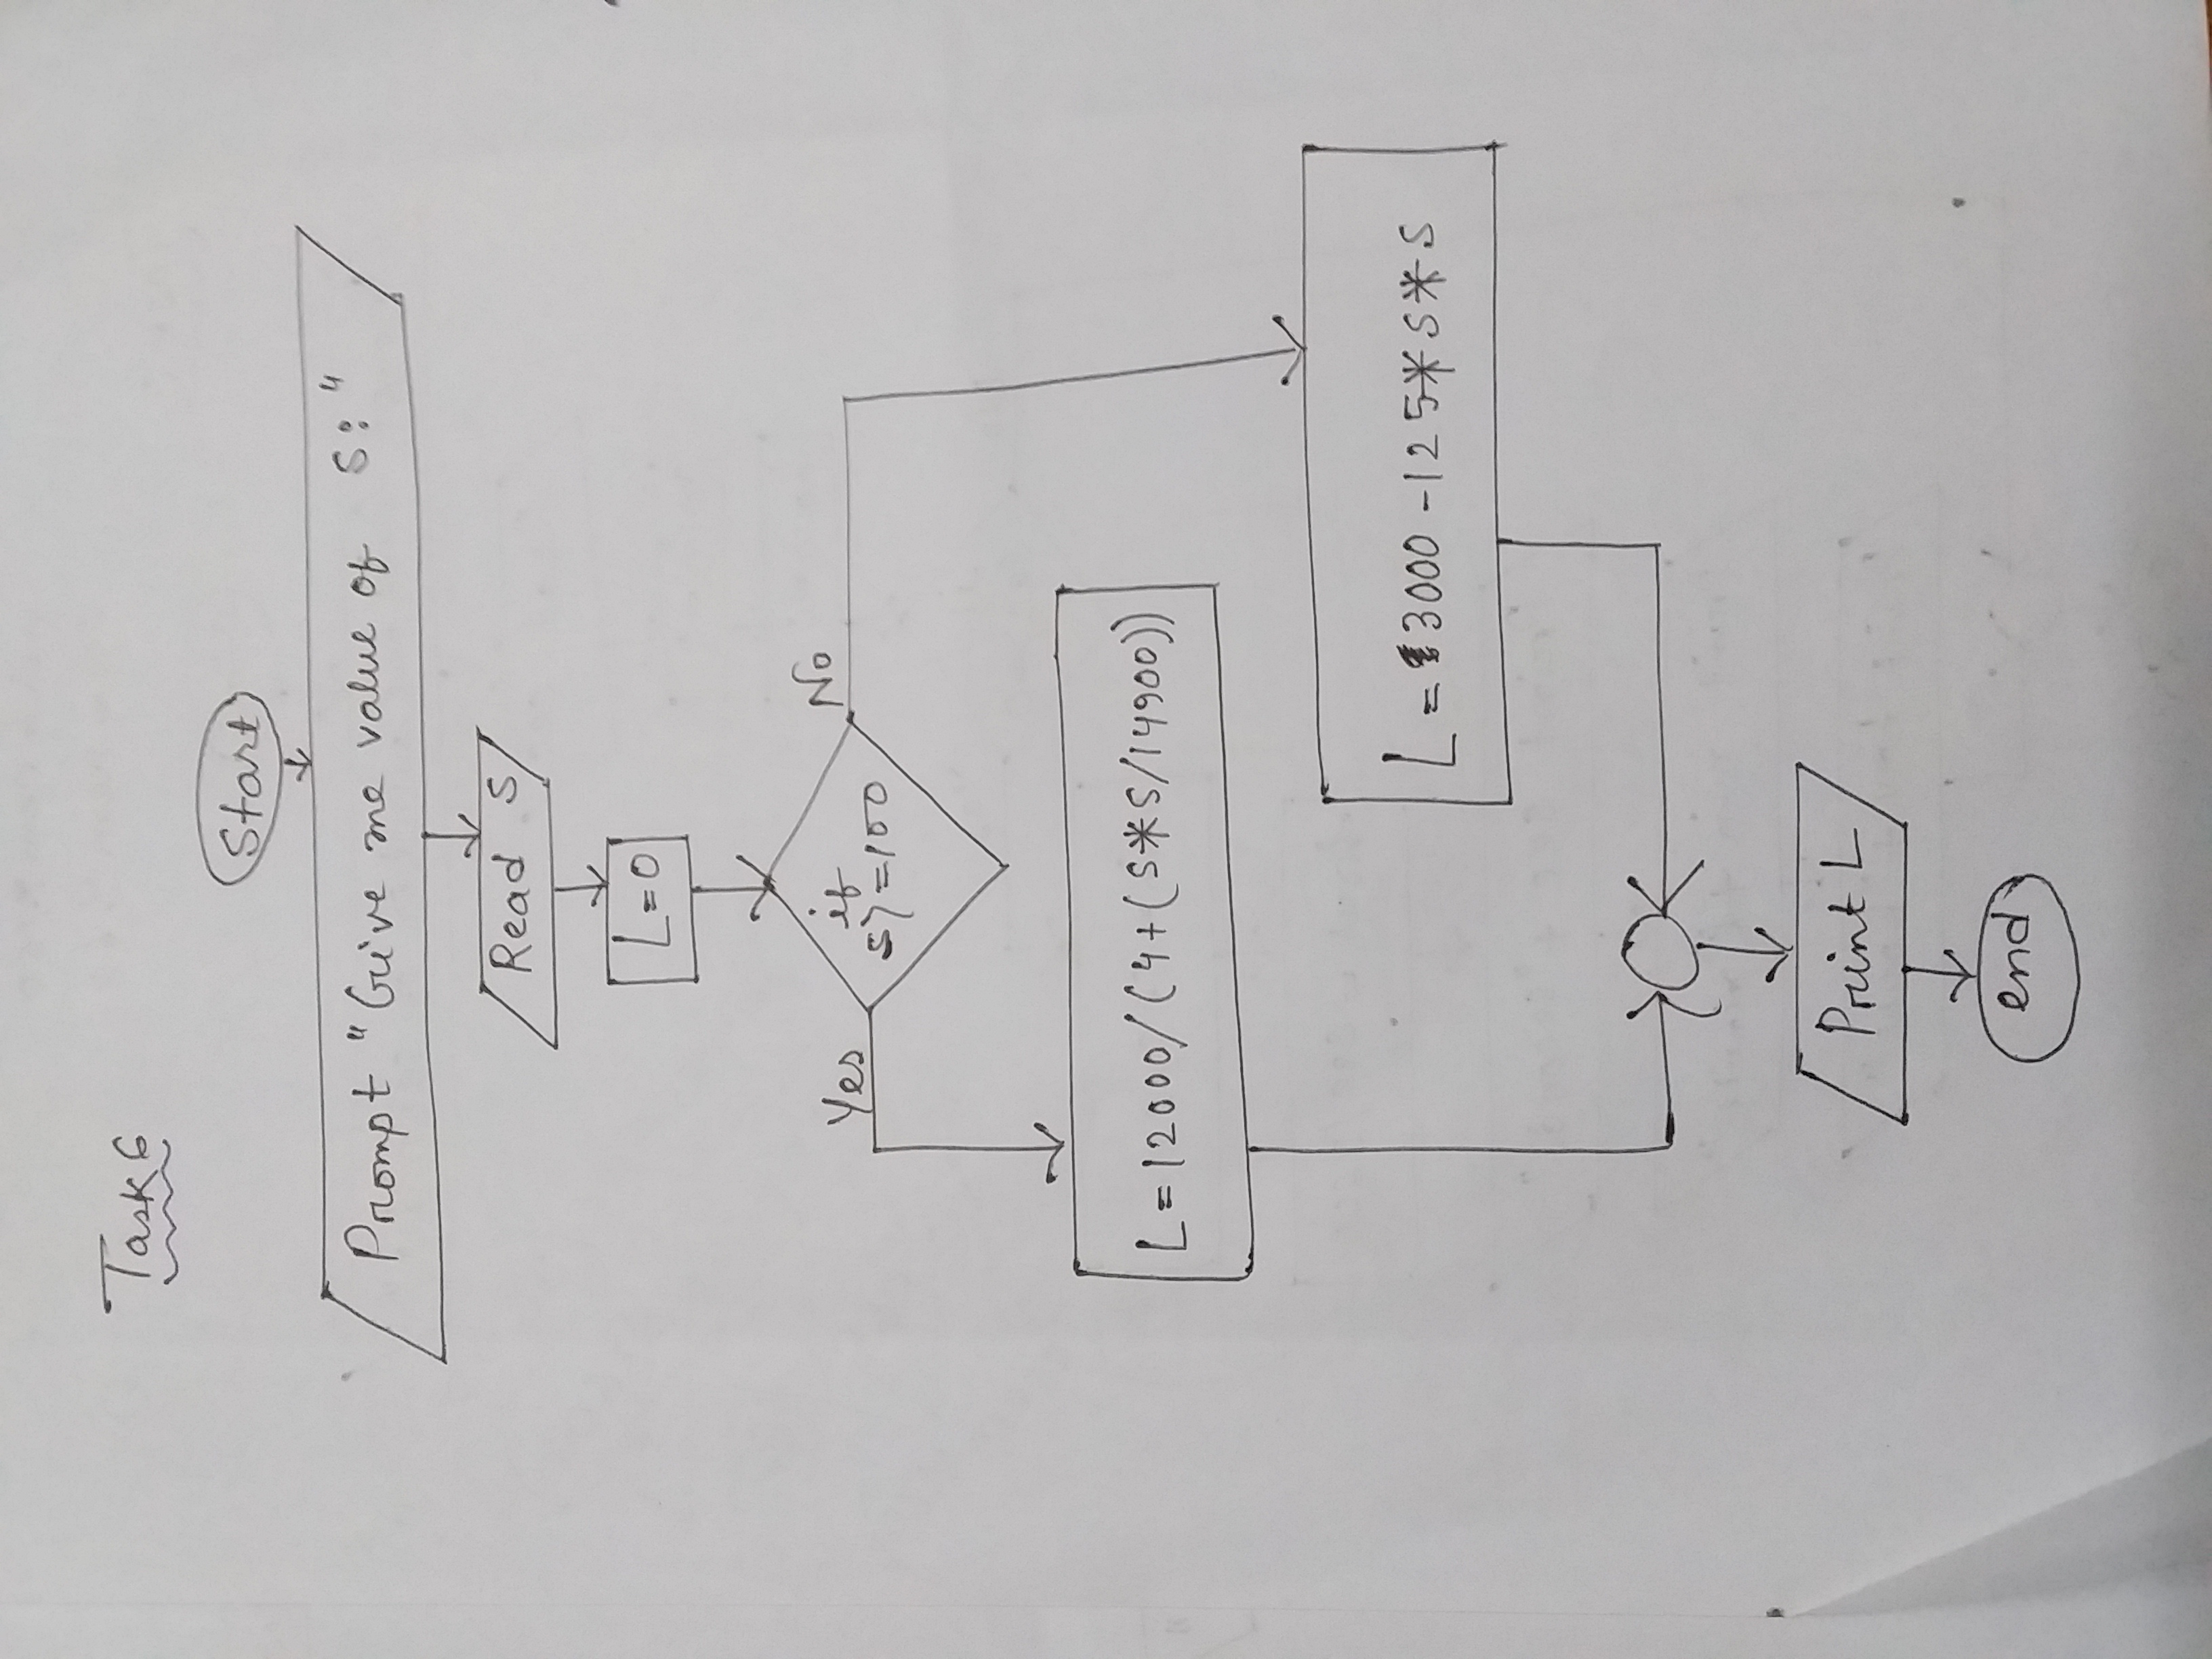 Task 6
Start
Prompt "Give me value of S:"
Read S
L=0
Yes
if
S>=100
No
L=12000/(4+(S*S/14900))
L=3000-125*S*S
Print L
end